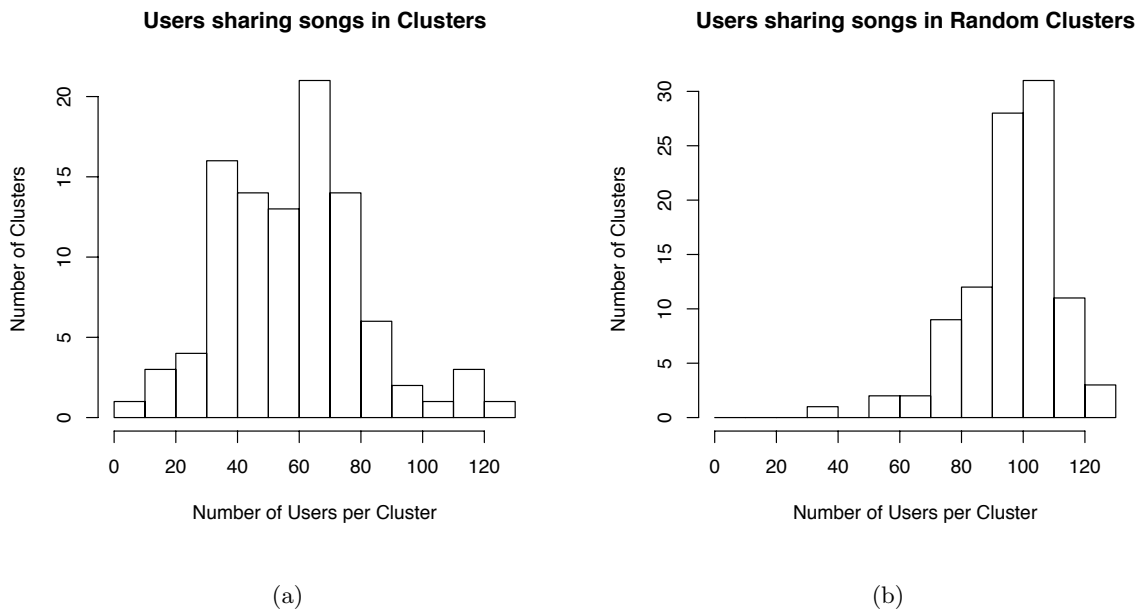 Users sharing songs in Clusters
Number of Clusters
0 5 10 15 20
0 20 40 60 80 100 120
Number of Users per Cluster
(a)
Users sharing songs in Random Clusters
Number of Clusters
0 5 10 15 20 25 30
0 20 40 60 80 100 120
Number of Users per Cluster
(b)